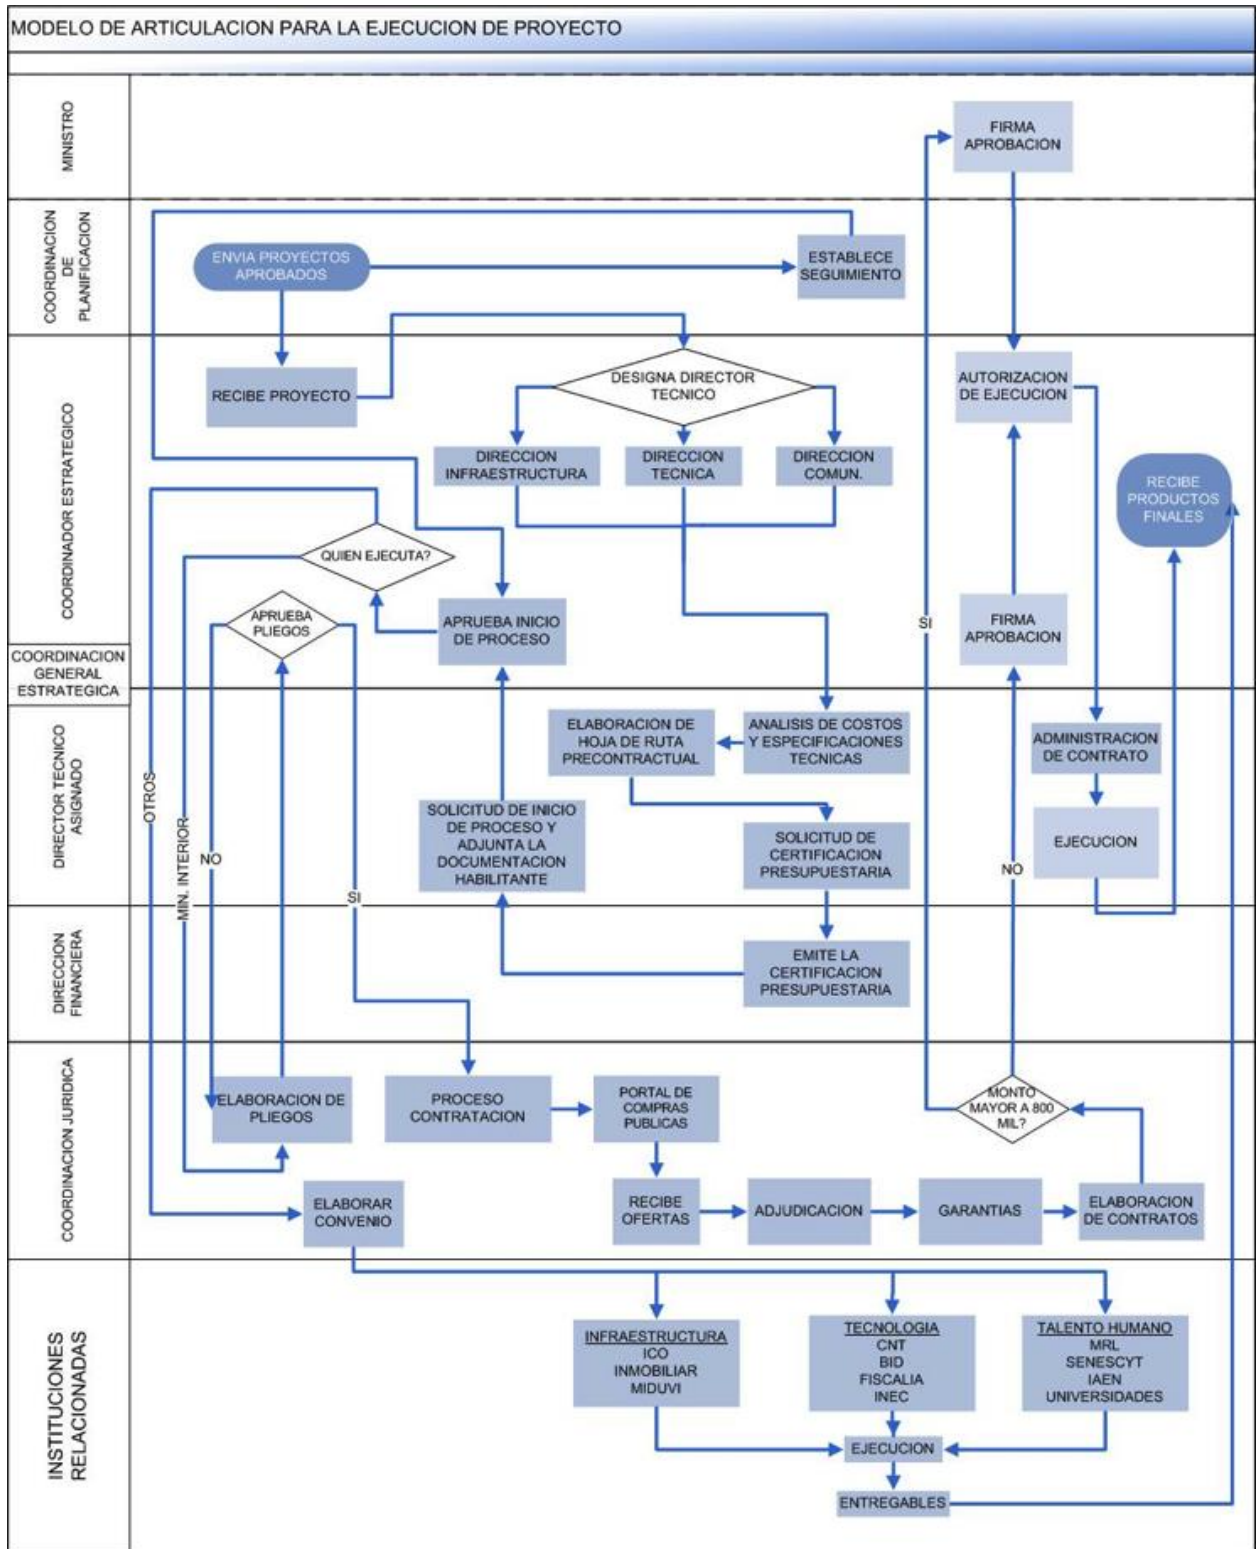 MODELO DE ARTICULACION PARA LA EJECUCION DE PROYECTO
MINISTRO
FIRMA
APROBACION
COORDINACION
DE
PLANIFICACION
ENVIA PROYECTOS
APROBADOS
ESTABLECE
SEGUIMIENTO
COORDINADOR ESTRATEGICO
RECIBE PROYECTO
DESIGNA DIRECTOR
TECNICO
AUTORIZACION
DE EJECUCION
DIRECCION
INFRAESTRUCTURA
DIRECCION
TECNICA
DIRECCION
COMUN.
RECIBE
PRODUCTOS
FINALES
QUIEN EJECUTA?
APRUEBA
PLIEGOS
APRUEBA INICIO
DE PROCESO
SI
FIRMA
APROBACION
COORDINACION
GENERAL
ESTRATEGICA
DIRECTOR TECNICO
ASIGNADO
ELABORACION DE
HOJA DE RUTA
PRECONTRACTUAL
ANALISIS DE COSTOS
Y ESPECIFICACIONES
TECNICAS
ADMINISTRACION
DE CONTRATO
OTROS
MIN. INTERIOR
NO
SI
SOLICITUD DE INICIO
DE PROCESO Y
ADJUNTA LA
DOCUMENTACION
HABILITANTE
SOLICITUD DE
CERTIFICACION
PRESUPUESTARIA
NO
EJECUCION
DIRECCION
FINANCIERA
EMITE LA
CERTIFICACION
PRESUPUESTARIA
COORDINACION JURIDICA
ELABORACION DE
PLIEGOS
PROCESO
CONTRATACION
PORTAL DE
COMPRAS
PUBLICAS
MONTO
MAYOR A 800
MIL?
ELABORAR
CONVENIO
RECIBE
OFERTAS
ADJUDICACION
GARANTIAS
ELABORACION
DE CONTRATOS
INSTITUCIONES
RELACIONADAS
INFRAESTRUCTURA
ICO
INMOBILIAR
MIDUVI
TECNOLOGIA
CNT
BID
FISCALIA
INEC
TALENTO HUMANO
MRL
SENESCYT
IAEN
UNIVERSIDADES
EJECUCION
ENTREGABLES